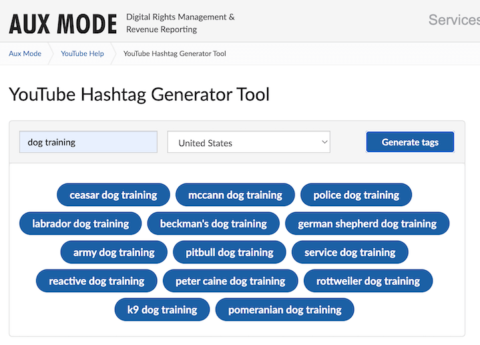 AUX MODE
Digital Rights Management &
Revenue Reporting
Services
Aux Mode
YouTube Help
YouTube Hashtag Generator Tool
YouTube Hashtag Generator Tool
dog training
United States
Generate tags
ceasar dog training
mccann dog training
police dog training
labrador dog training
beckman's dog training
german shepherd dog training
army dog training
pitbull dog training
service dog training
reactive dog training
peter caine dog training
rottweiler dog training
k9 dog training
pomeranian dog training